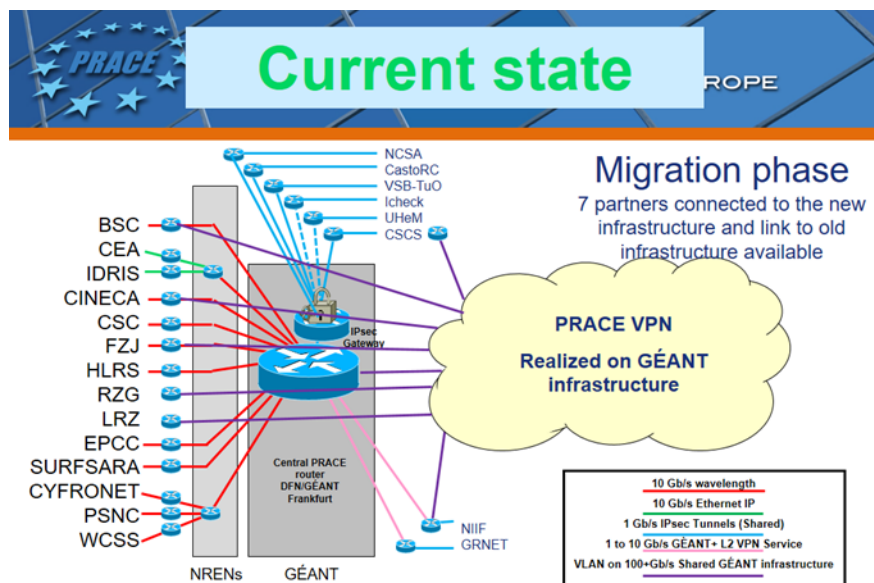 PRACE
Current state
ROPE
NCSA
CastoRC
VSB-TuO
Icheck
UHeM
CSCS
Migration phase
7 partners connected to the new
infrastructure and link to old
infrastructure available
BSC
CEA
IDRIS
CINECA
CSC
FZJ
HLRS
RZG
LRZ
EPCC
SURFSARA
CYFRONET
PSNC
WCSS
IPsec
Gateway
PRACE VPN
Realized on GÉANT
infrastructure
Central PRACE
router
DFN/GÉANT
Frankfurt
NIIF
GRNET
NRENs
GÉANT
10 Gb/s wavelength
10 Gb/s Ethernet IP
1 Gb/s IPsec Tunnels (Shared)
1 to 10 Gb/s GÉANT+ L2 VPN Service
VLAN on 100+Gb/s Shared GÉANT infrastructure